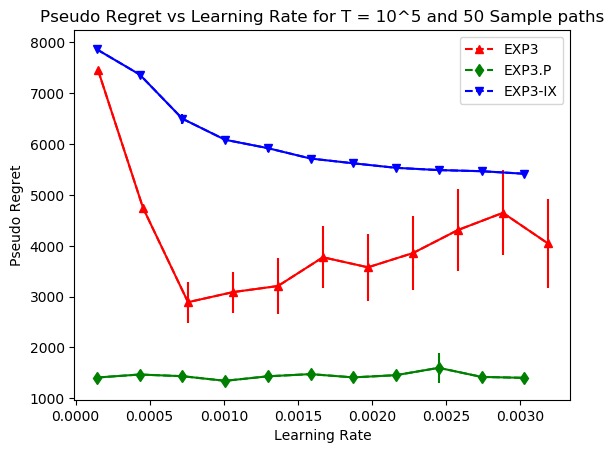 Pseudo Regret vs Learning Rate for T = 10^5 and 50 Sample paths
8000
7000
6000
5000
4000
3000
2000
1000
Pseudo Regret
EXP3
EXP3.P
EXP3-IX
0.0000
0.0005
0.0010
0.0015
0.0020
0.0025
0.0030
Learning Rate